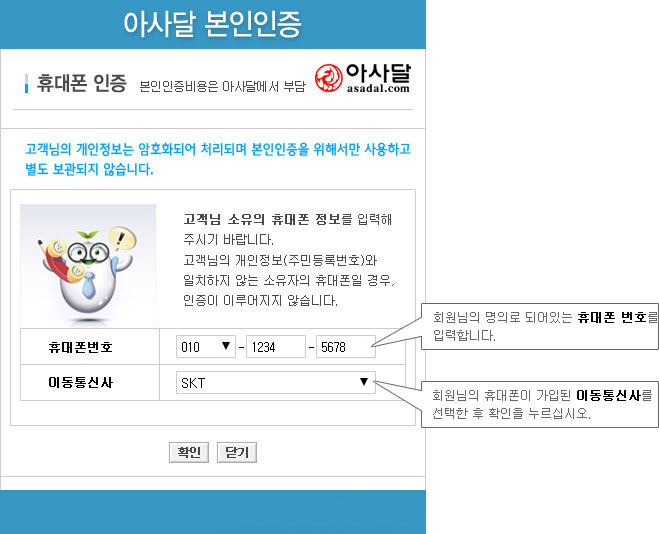 아사달 본인인증
휴대폰 인증 본인인증비용은 아사달에서 부담
아사달
asadal.com
고객님의 개인정보는 암호화되어 처리되며 본인인증을 위해서만 사용하고
별도 보관되지 않습니다.
고객님 소유의 휴대폰 정보를 입력해
주시기 바랍니다.
고객님의 개인정보(주민등록번호)와
일치하지 않는 소유자의 휴대폰일 경우,
인증이 이루어지지 않습니다.
휴대폰번호 010 ▼ - 1234 - 5678
회원님의 명의로 되어있는 휴대폰 번호를
입력합니다.
이동통신사 SKT ▼
회원님의 휴대폰이 가입된 이동통신사를
선택한 후 확인을 누르십시오.
확인 닫기